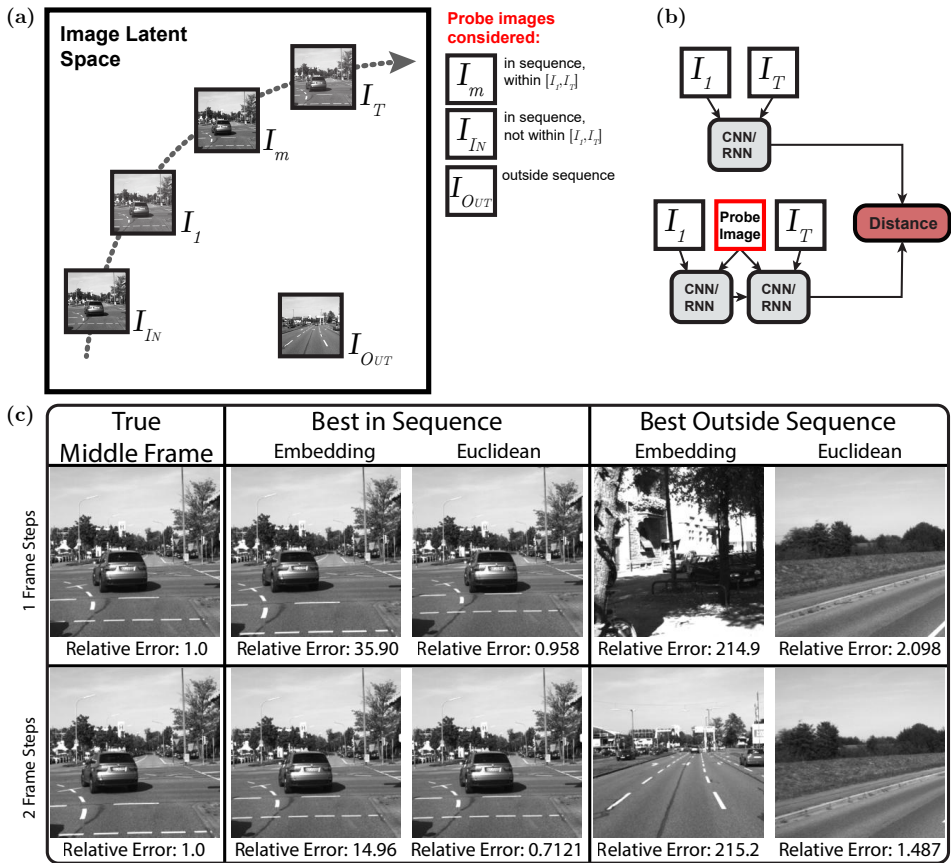 (a)
Image Latent
Space
I_T
I_m
I_1
I_IN
I_OUT
Probe images
considered:
I_m
in sequence,
within [I_1,I_T]
I_IN
in sequence,
not within [I_1,I_T]
I_OUT
outside sequence
(b)
I_1 I_T
CNN/
RNN
Distance
I_1 Probe Image I_T
CNN/
RNN
CNN/
RNN
(c)
True
Middle Frame
Best in Sequence
Embedding Euclidean
Best Outside Sequence
Embedding Euclidean
1 Frame Steps
Relative Error: 1.0
Relative Error: 35.90
Relative Error: 0.958
Relative Error: 214.9
Relative Error: 2.098
2 Frame Steps
Relative Error: 1.0
Relative Error: 14.96
Relative Error: 0.7121
Relative Error: 215.2
Relative Error: 1.487